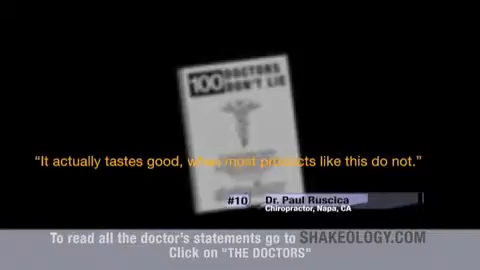 100 DOCTORS
DON'T LIE
"It actually tastes good, when most products like this do not."
#10 Dr. Paul Ruscica
Chiropractor, Napa, CA
To read all the doctor's statements go to SHAKEOLOGY.COM
Click on "THE DOCTORS"